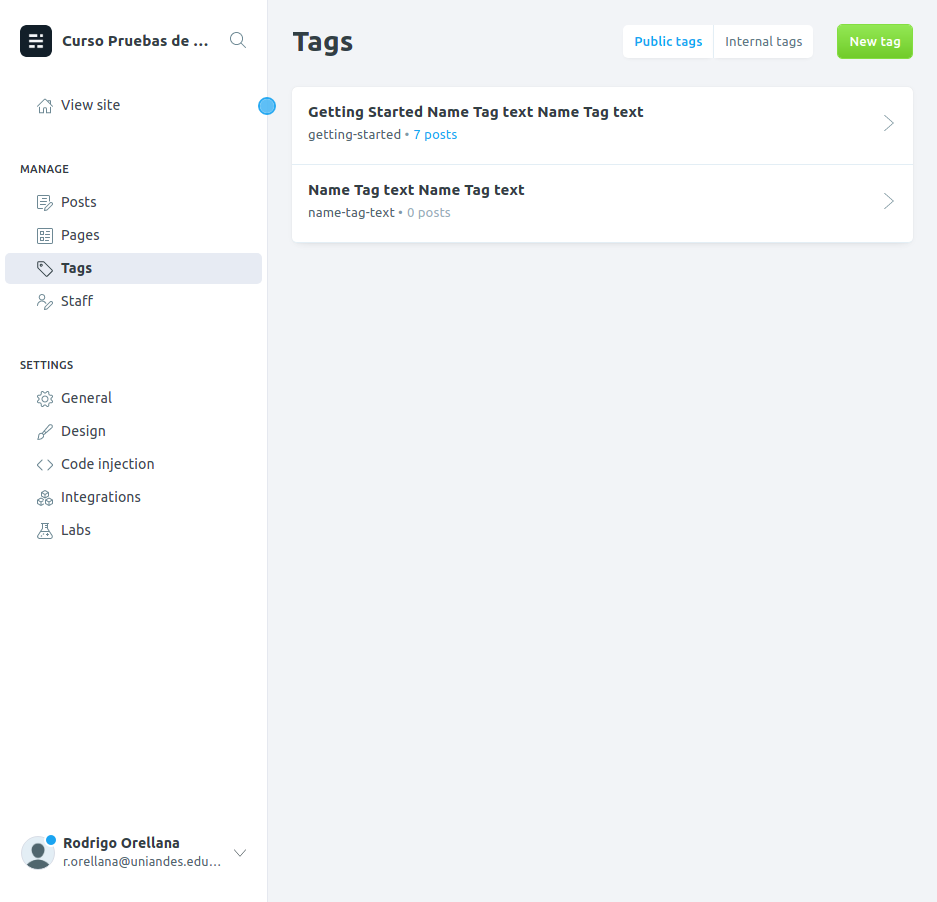 Curso Pruebas de ...
View site
MANAGE
Posts
Pages
Tags
Staff
SETTINGS
General
Design
Code injection
Integrations
Labs
Rodrigo Orellana
r.orellana@uniandes.edu...
Tags
Public tags
Internal tags
New tag
Getting Started Name Tag text Name Tag text
getting-started • 7 posts
Name Tag text Name Tag text
name-tag-text • 0 posts